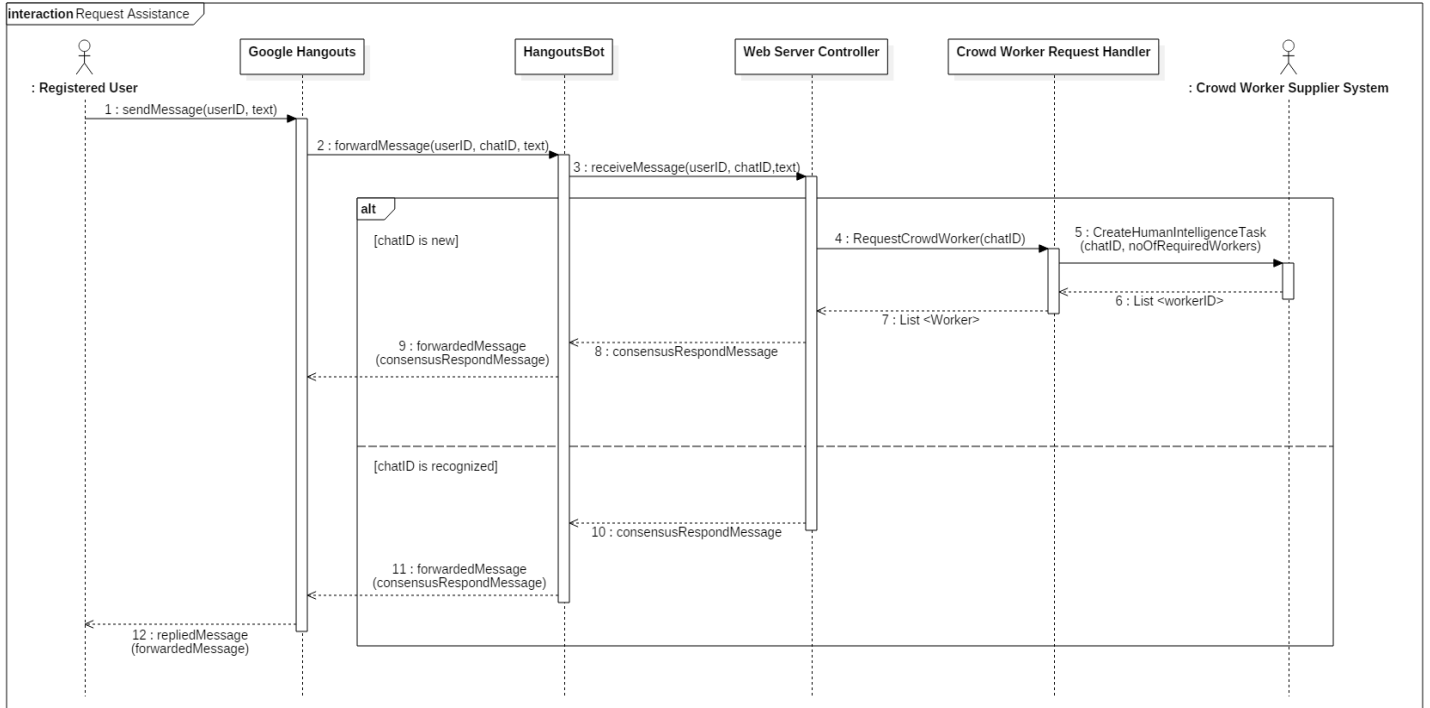 interaction Request Assistance
Google Hangouts
HangoutsBot
Web Server Controller
Crowd Worker Request Handler
: Registered User
: Crowd Worker Supplier System
1 : sendMessage(userID, text)
2 : forwardMessage(userID, chatID, text)
3 : receiveMessage(userID, chatID,text)
alt
[chatID is new]
4 : RequestCrowdWorker(chatID)
5 : CreateHumanIntelligenceTask
(chatID, noOfRequiredWorkers)
6 : List <workerID>
7 : List <Worker>
8 : consensusRespondMessage
9 : forwardedMessage
(consensusRespondMessage)
[chatID is recognized]
10 : consensusRespondMessage
11 : forwardedMessage
(consensusRespondMessage)
12 : repliedMessage
(forwardedMessage)